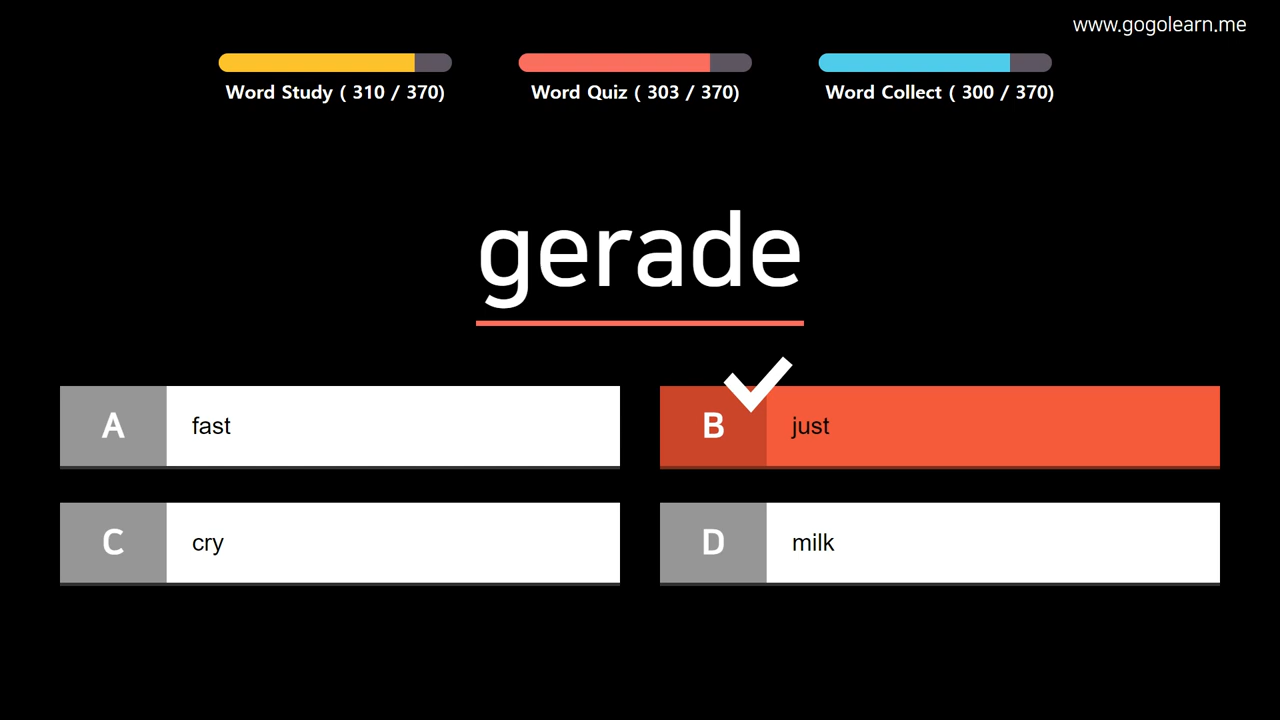 www.gogolearn.me
Word Study ( 310 / 370)
Word Quiz ( 303 / 370)
Word Collect ( 300 / 370)
gerade
A fast
B just
C cry
D milk